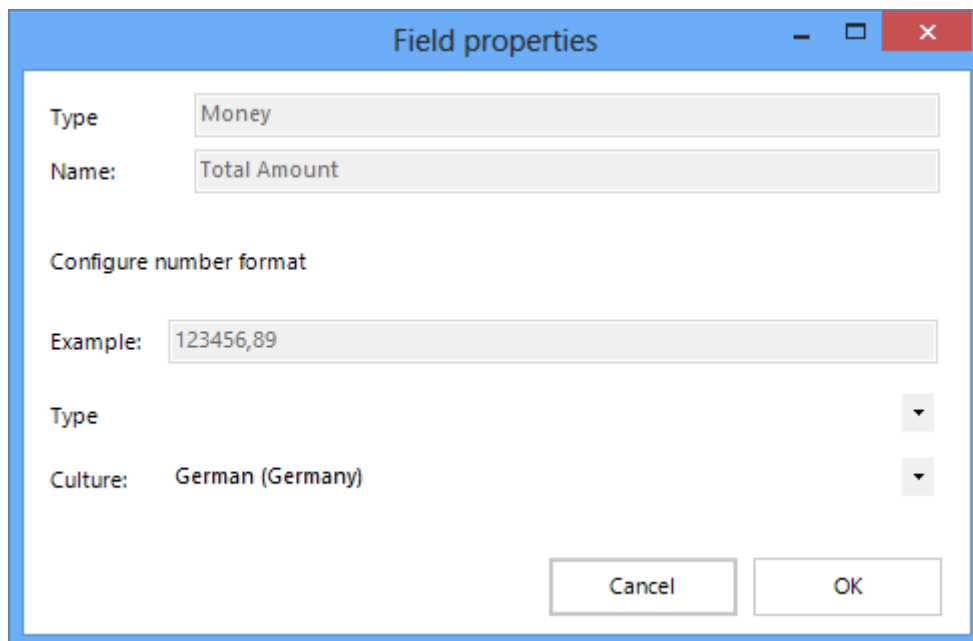 Field properties
Type Money
Name: Total Amount
Configure number format
Example: 123456,89
Type
Culture: German (Germany)
Cancel OK